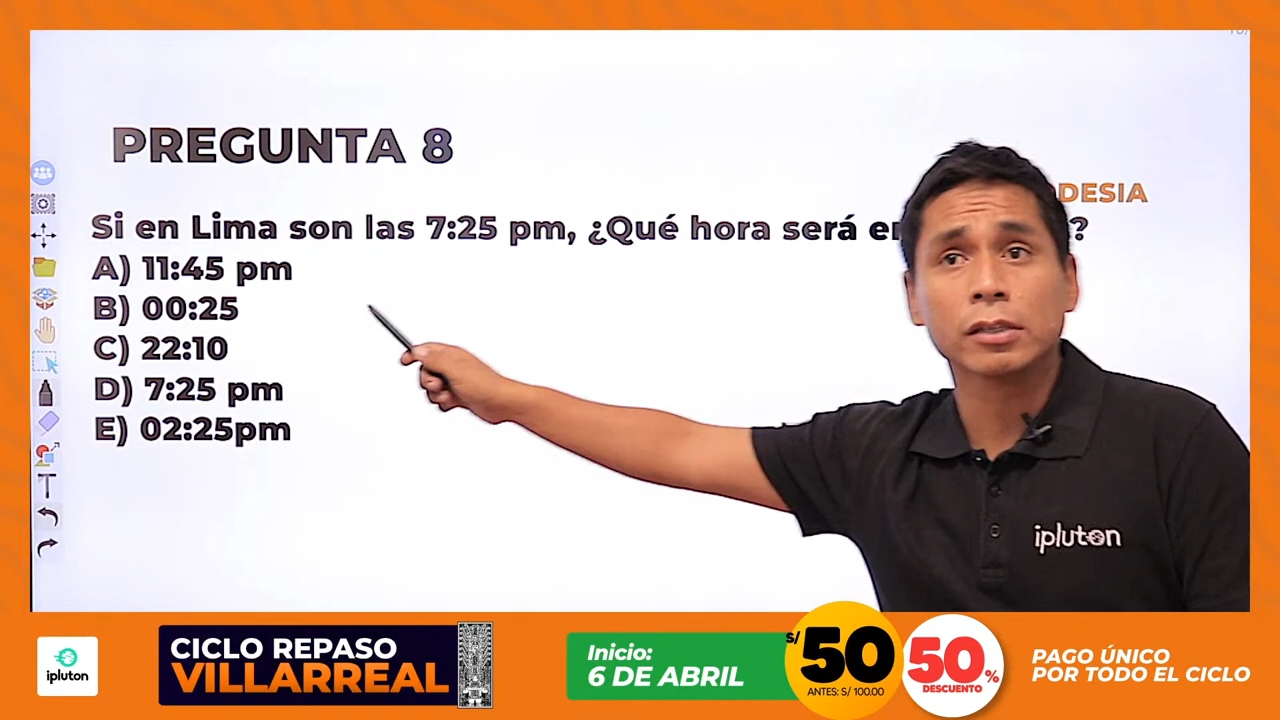 PREGUNTA 8
DESIA
Si en Lima son las 7:25 pm, ¿Qué hora será en ?
A) 11:45 pm
B) 00:25
C) 22:10
D) 7:25 pm
E) 02:25pm
ipluton
ipluton
CICLO REPASO
VILLARREAL
Inicio:
6 DE ABRIL
S/ 50
ANTES: S/ 100.00
50%
DESCUENTO
PAGO ÚNICO
POR TODO EL CICLO